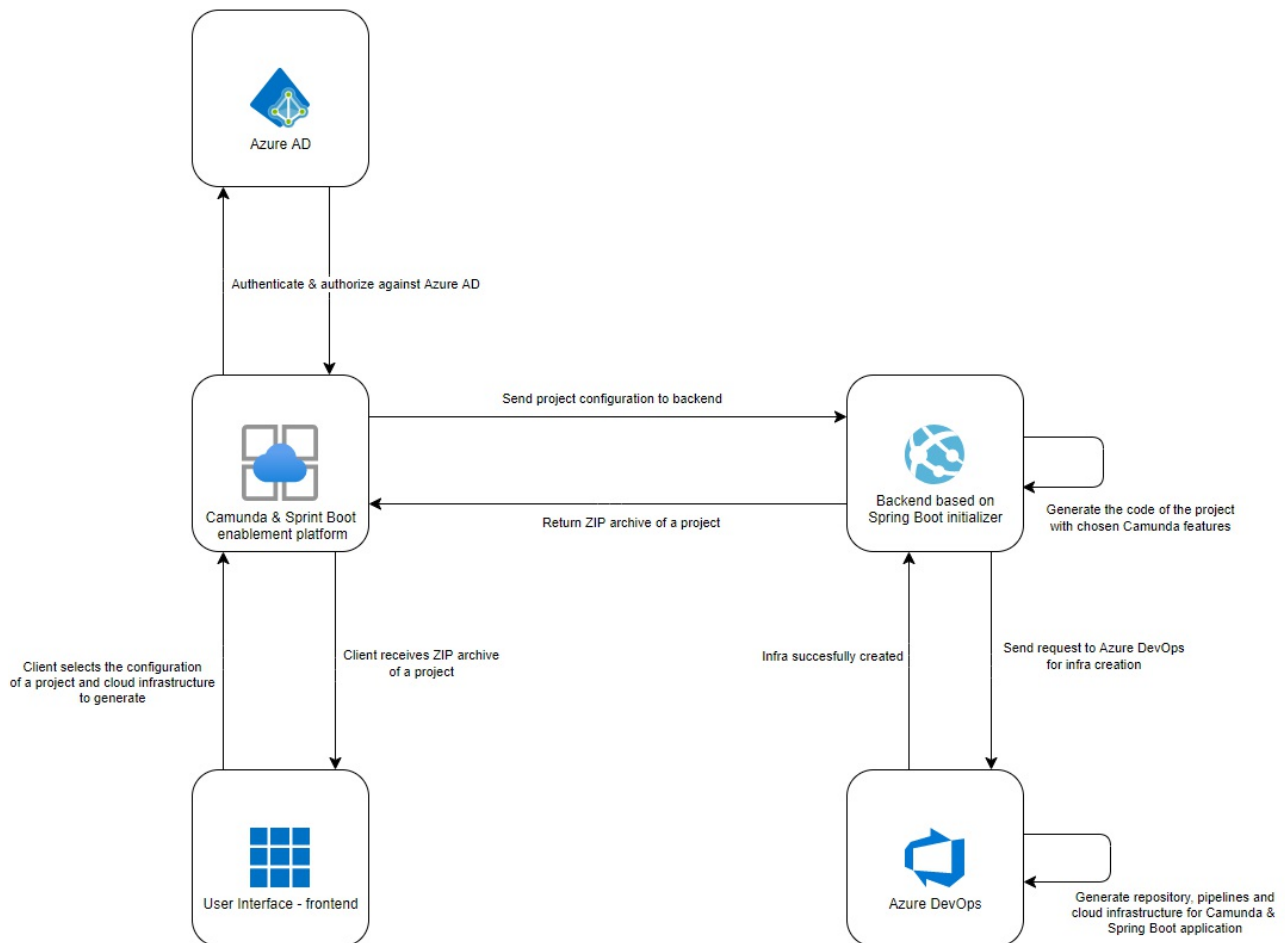 Azure AD
Authenticate & authorize against Azure AD
Send project configuration to backend
Camunda & Sprint Boot
enablement platform
Backend based on
Spring Boot initializer
Generate the code of the project
with chosen Camunda features
Return ZIP archive of a project
Client selects the configuration
of a project and cloud infrastructure
to generate
Client receives ZIP archive
of a project
Infra succesfully created
Send request to Azure DevOps
for infra creation
User Interface - frontend
Azure DevOps
Generate repository, pipelines and
cloud infrastructure for Camunda &
Spring Boot application